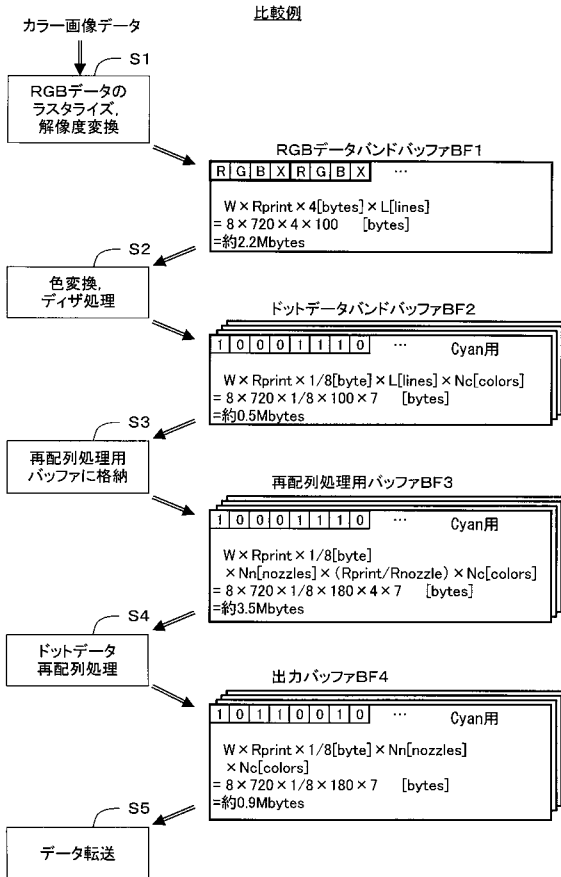 比較例
カラー画像データ
S1
RGBデータの
ラスタライズ,
解像度変換
RGBデータバンドバッファBF1
R G B X R G B X …
W×Rprint×4[bytes]×L[lines]
=8×720×4×100 [bytes]
=約2.2Mbytes
S2
色変換,
ディザ処理
ドットデータバンドバッファBF2
1 0 0 0 1 1 1 0 … Cyan用
W×Rprint×1/8[byte]×L[lines]×Nc[colors]
=8×720×1/8×100×7 [bytes]
=約0.5Mbytes
S3
再配列処理用
バッファに格納
再配列処理用バッファBF3
1 0 0 0 1 1 1 0 … Cyan用
W×Rprint×1/8[byte]
×Nn[nozzles]×(Rprint/Rnozzle)×Nc[colors]
=8×720×1/8×180×4×7 [bytes]
=約3.5Mbytes
S4
ドットデータ
再配列処理
出力バッファBF4
1 0 1 1 0 0 1 0 … Cyan用
W×Rprint×1/8[byte]×Nn[nozzles]
×Nc[colors]
=8×720×1/8×180×7 [bytes]
=約0.9Mbytes
S5
データ転送